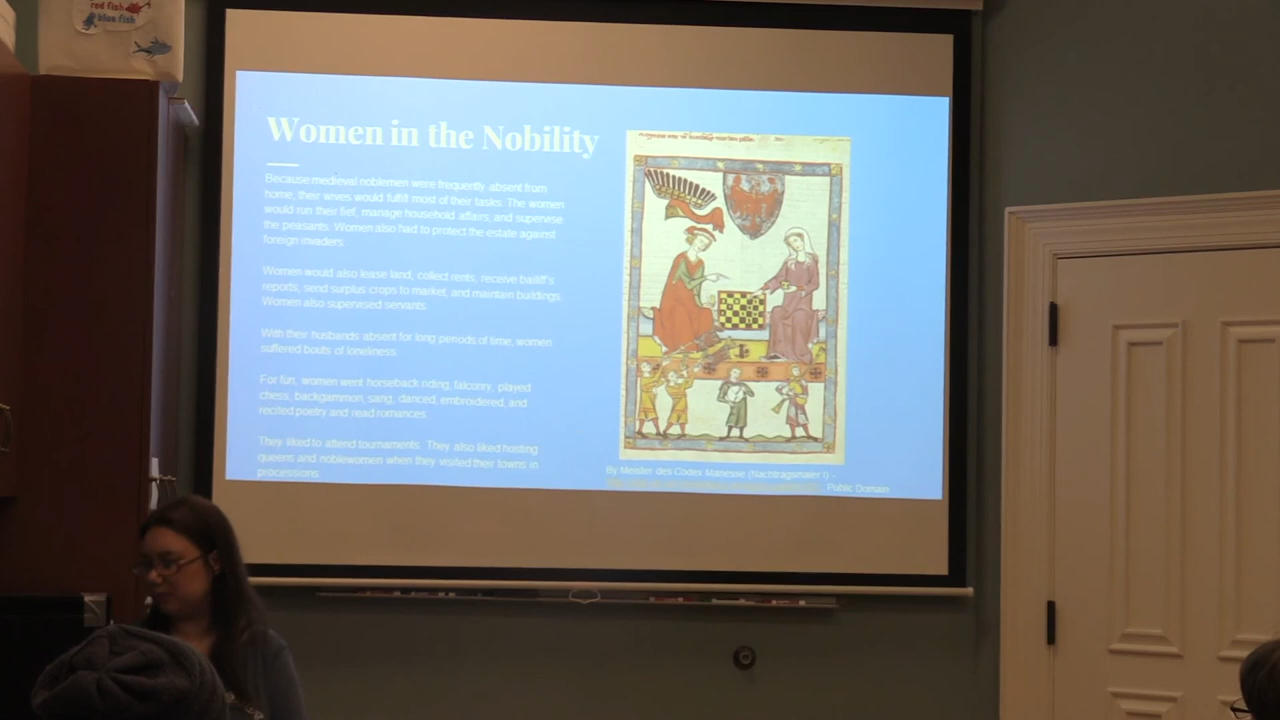 red fish
blue fish
Women in the Nobility
Because medieval noblemen were frequently absent from
home, their wives would fulfill most of their tasks. The women
would run their fief, manage household affairs, and supervise
the peasants. Women also had to protect the estate against
foreign invaders.
Women would also lease land, collect rents, receive bailiff's
reports, send surplus crops to market, and maintain buildings.
Women also supervised servants.
With their husbands absent for long periods of time, women
suffered bouts of loneliness.
For fun, women went horseback riding, falconry, played
chess, backgammon, sang, danced, embroidered, and
recited poetry and read romances.
They liked to attend tournaments. They also liked hosting
queens and noblewomen when they visited their towns in
processions.
By Meister des Codex Manesse (Nachtragsmaler I) -
, Public Domain